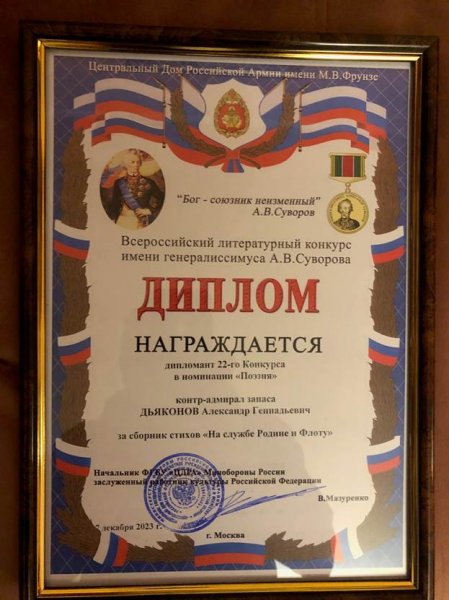 Центральный Дом Российской Армии имени М.В.Фрунзе
"Бог - союзник неизменный"
А.В.Суворов
Всероссийский литературный конкурс
имени генералиссимуса А.В.Суворова
ДИПЛОМ
НАГРАЖДАЕТСЯ
дипломант 22-го Конкурса
в номинации «Поэзия»
контр-адмирал запаса
ДЬЯКОНОВ Александр Геннадьевич
за сборник стихов «На службе Родине и Флоту»
Начальник ФГБУ «ЦДРА» Минобороны России
заслуженный работник культуры Российской Федерации
В.Мазуренко
декабря 2023 г.
г. Москва